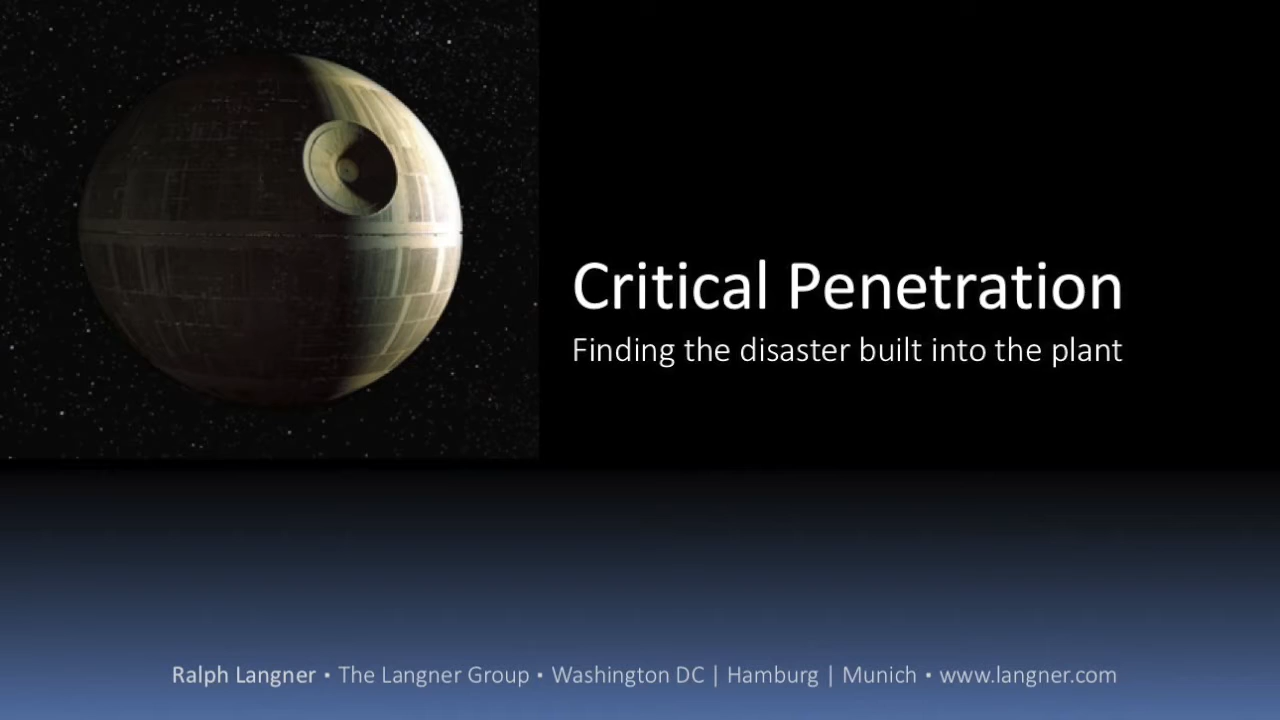 Critical Penetration
Finding the disaster built into the plant
Ralph Langner • The Langner Group • Washington DC | Hamburg | Munich • www.langner.com